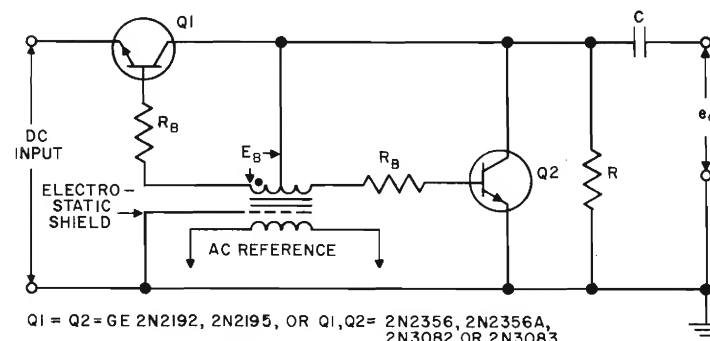 Q1
C
R_B
DC
INPUT
E_B
R_B
Q2
R
ELECTRO-
STATIC
SHIELD
AC REFERENCE
Q1 = Q2 = GE 2N2192, 2N2195, OR Q1,Q2= 2N2356, 2N2356A,
2N3082 OR 2N3083